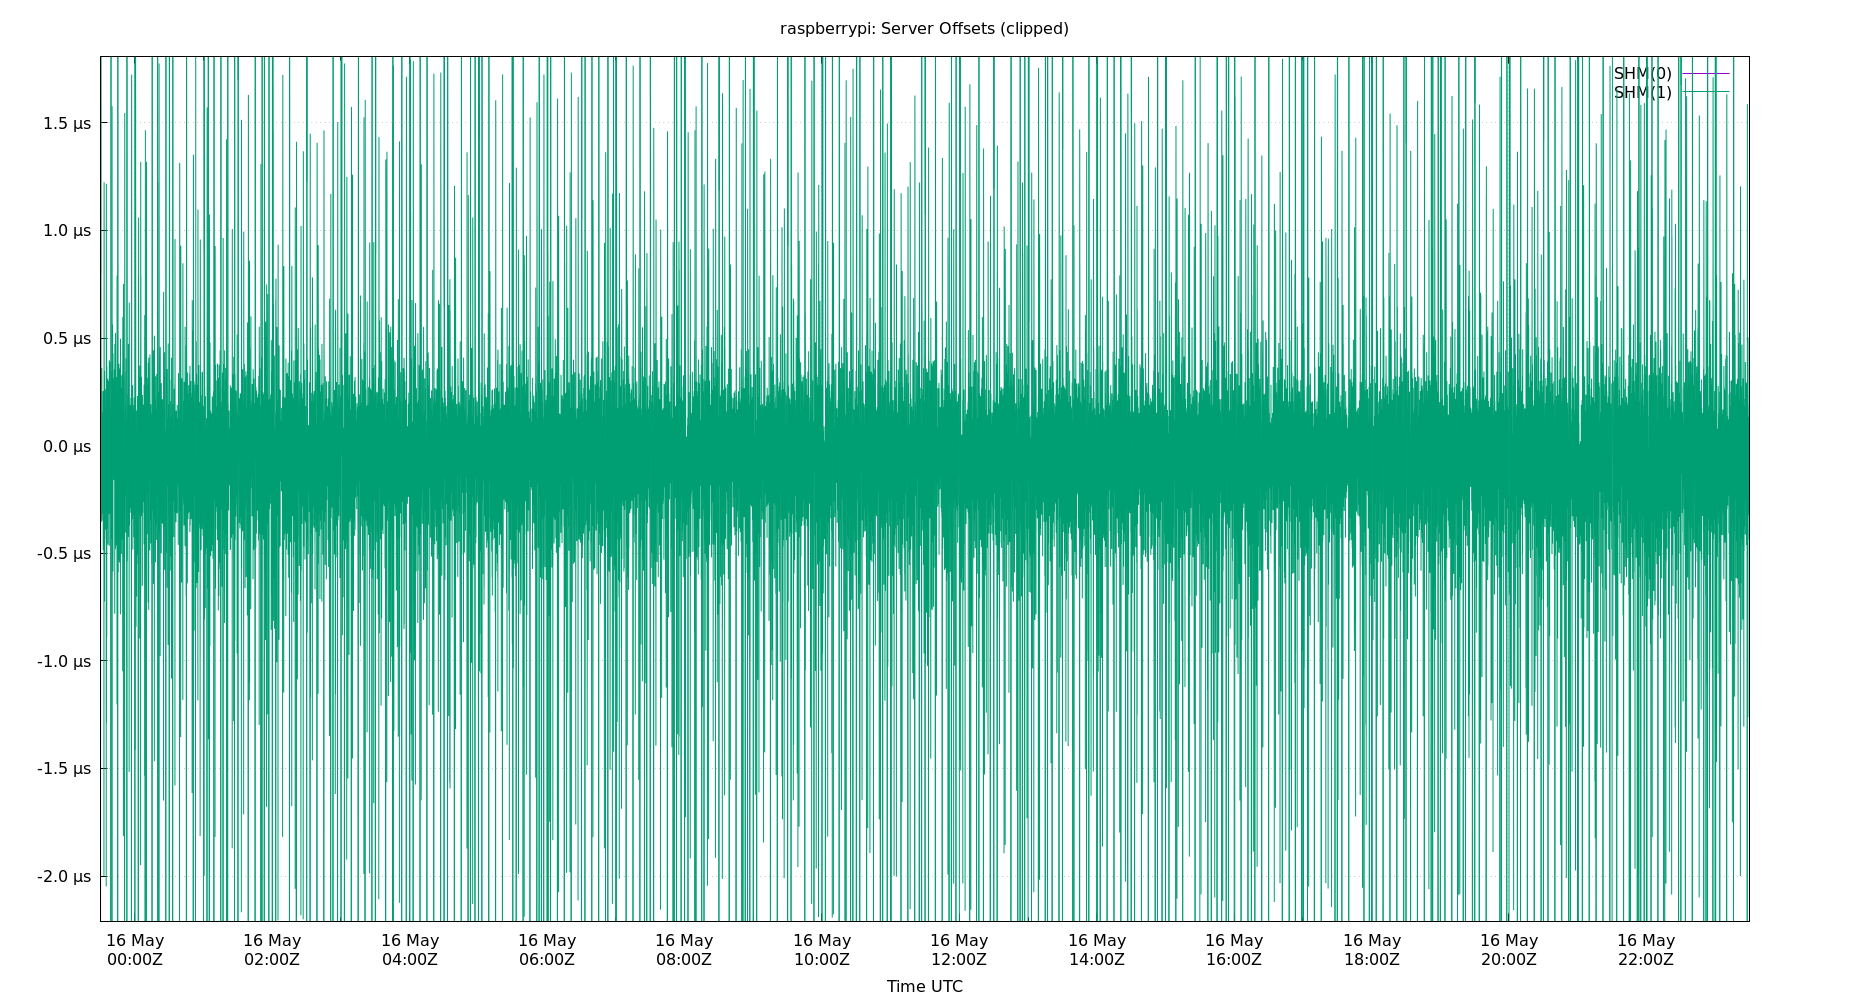 raspberrypi: Server Offsets (clipped)
SHM(0)
SHM(1)
1.5 µs
1.0 µs
0.5 µs
0.0 µs
-0.5 µs
-1.0 µs
-1.5 µs
-2.0 µs
16 May 16 May 16 May 16 May 16 May 16 May 16 May 16 May 16 May 16 May 16 May 16 May
00:00Z 02:00Z 04:00Z 06:00Z 08:00Z 10:00Z 12:00Z 14:00Z 16:00Z 18:00Z 20:00Z 22:00Z
Time UTC